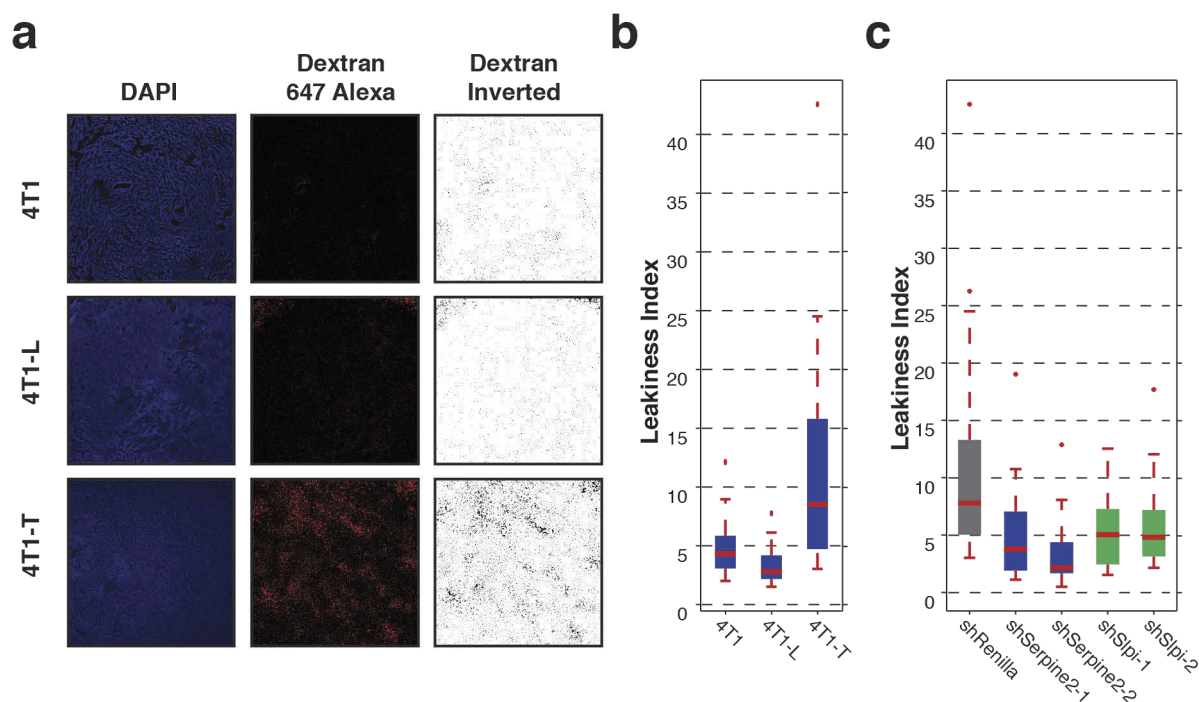 a
DAPI
Dextran
647 Alexa
Dextran
Inverted
4T1
4T1-L
4T1-T
b
Leakiness Index
40
35
30
25
20
15
10
5
0
4T1
4T1-L
4T1-T
c
Leakiness Index
40
35
30
25
20
15
10
5
0
shRenilla
shSerpine2-1
shSerpine2-2
shSlpi-1
shSlpi-2